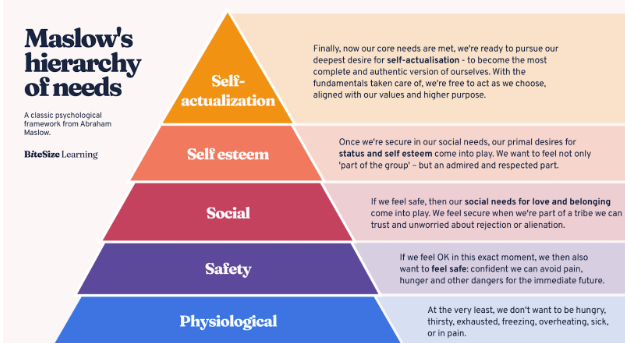 Maslow's
hierarchy
of needs
A classic psychological
framework from Abraham
Maslow.
BiteSize Learning
Self-
actualization
Finally, now our core needs are met, we're ready to pursue our
deepest desire for self-actualisation - to become the most
complete and authentic version of ourselves. With the
fundamentals taken care of, we're free to act as we choose,
aligned with our values and higher purpose.
Self esteem
Once we're secure in our social needs, our primal desires for
status and self esteem come into play. We want to feel not only
'part of the group' – but an admired and respected part.
Social
If we feel safe, then our social needs for love and belonging
come into play. We feel secure when we're part of a tribe we can
trust and unworried about rejection or alienation.
Safety
If we feel OK in this exact moment, we then also
want to feel safe: confident we can avoid pain,
hunger and other dangers for the immediate future.
Physiological
At the very least, we don't want to be hungry,
thirsty, exhausted, freezing, overheating, sick,
or in pain.